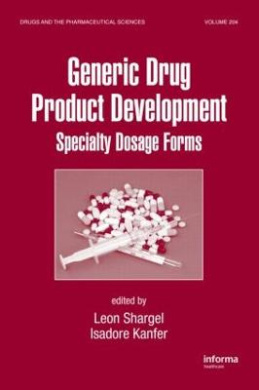 DRUGS AND THE PHARMACEUTICAL SCIENCES VOLUME 204
Generic Drug
Product Development
Specialty Dosage Forms
edited by
Leon Shargel
Isadore Kanfer
informa
healthcare